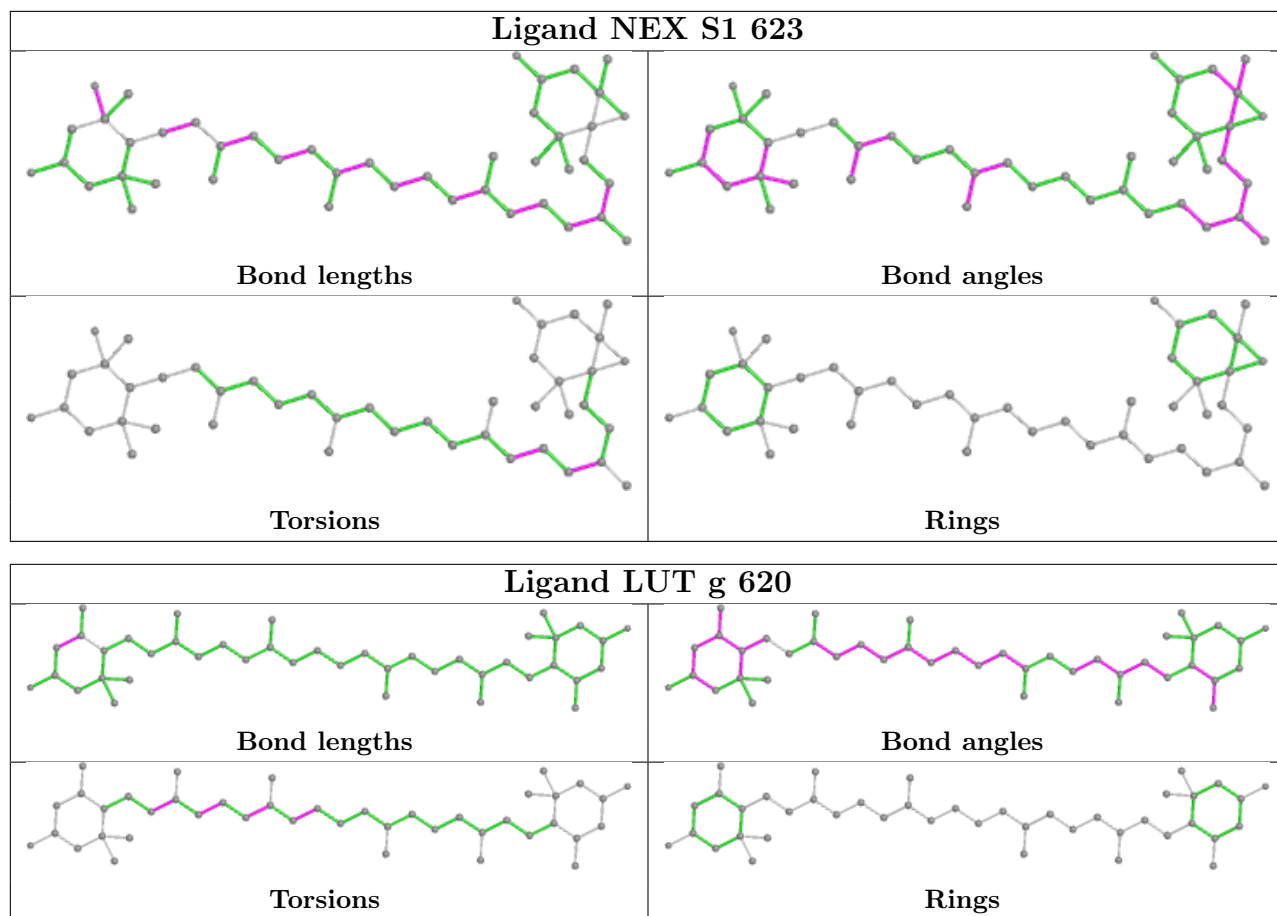 Ligand NEX S1 623
Bond lengths
Bond angles
Torsions
Rings
Ligand LUT g 620
Bond lengths
Bond angles
Torsions
Rings